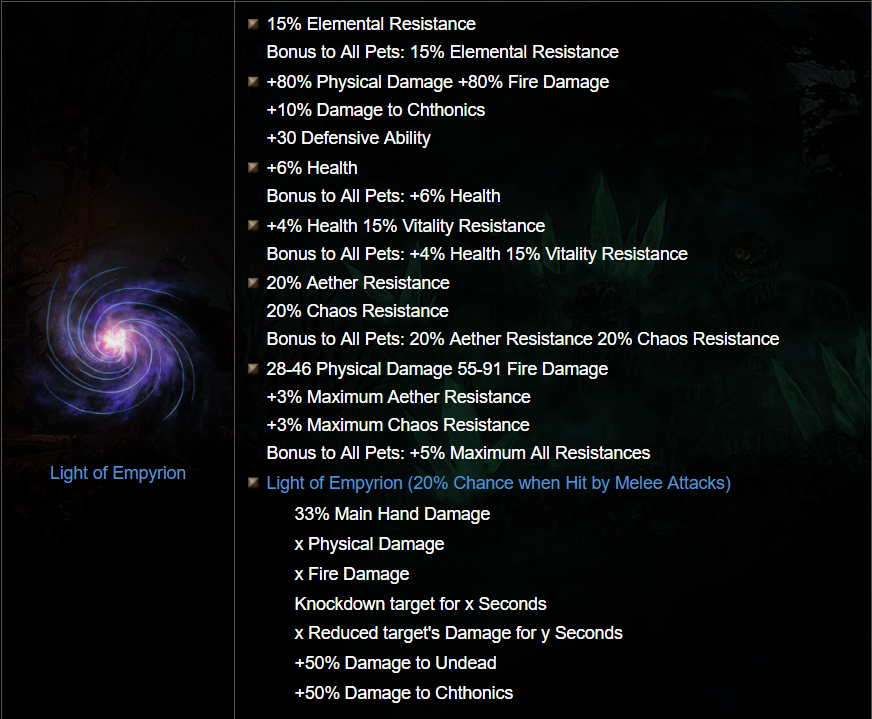 15% Elemental Resistance
Bonus to All Pets: 15% Elemental Resistance
+80% Physical Damage +80% Fire Damage
+10% Damage to Chthonics
+30 Defensive Ability
+6% Health
Bonus to All Pets: +6% Health
+4% Health 15% Vitality Resistance
Bonus to All Pets: +4% Health 15% Vitality Resistance
20% Aether Resistance
20% Chaos Resistance
Bonus to All Pets: 20% Aether Resistance 20% Chaos Resistance
28-46 Physical Damage 55-91 Fire Damage
+3% Maximum Aether Resistance
+3% Maximum Chaos Resistance
Bonus to All Pets: +5% Maximum All Resistances
Light of Empyrion
Light of Empyrion (20% Chance when Hit by Melee Attacks)
33% Main Hand Damage
x Physical Damage
x Fire Damage
Knockdown target for x Seconds
x Reduced target's Damage for y Seconds
+50% Damage to Undead
+50% Damage to Chthonics